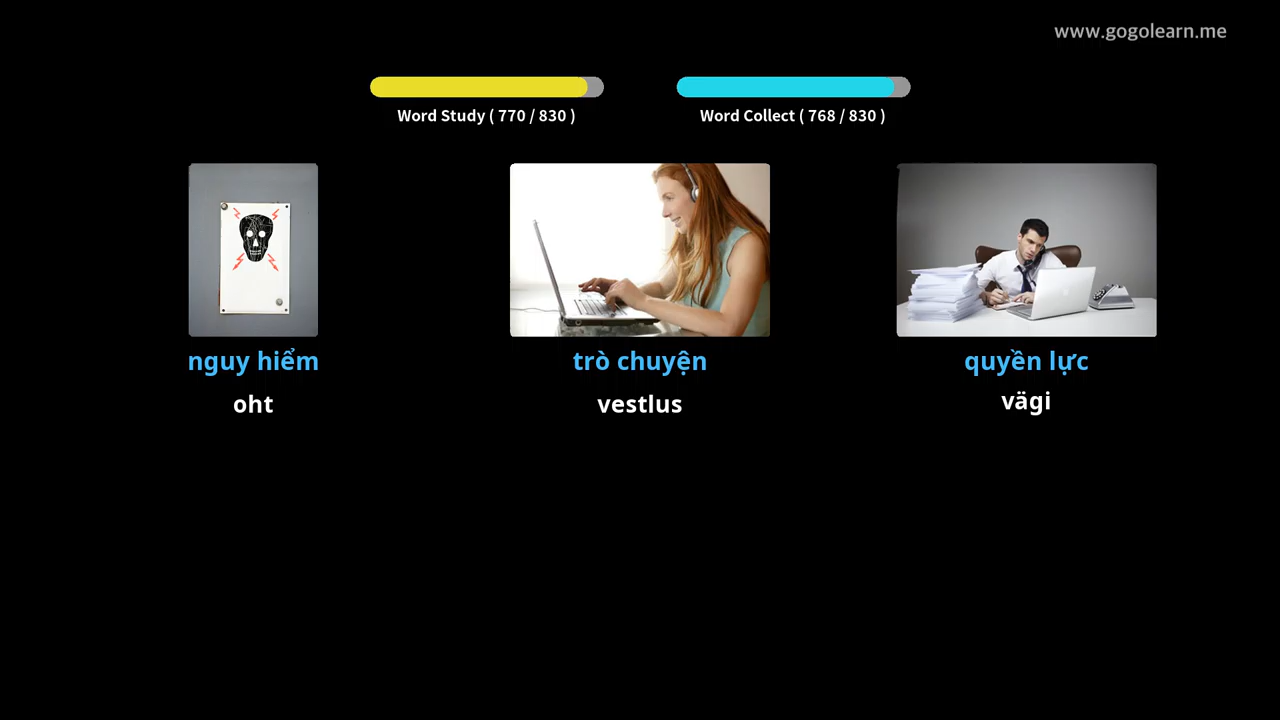 www.gogolearn.me
Word Study ( 770 / 830 )
Word Collect ( 768 / 830 )
nguy hiểm
trò chuyện
quyền lực
oht
vestlus
vägi